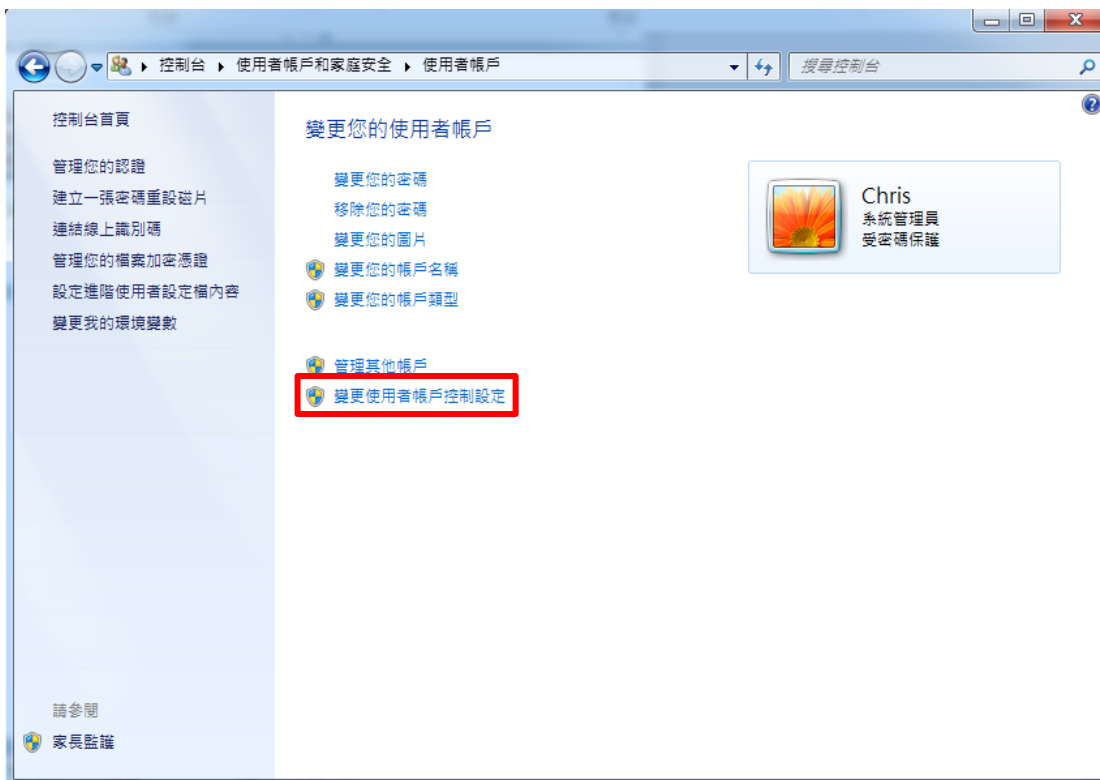 控制台 ▸ 使用者帳戶和家庭安全 ▸ 使用者帳戶
搜尋控制台
控制台首頁
管理您的認證
建立一張密碼重設磁片
連結線上識別碼
管理您的檔案加密憑證
設定進階使用者設定檔內容
變更我的環境變數
變更您的使用者帳戶
變更您的密碼
移除您的密碼
變更您的圖片
變更您的帳戶名稱
變更您的帳戶類型
管理其他帳戶
變更使用者帳戶控制設定
Chris
系統管理員
受密碼保護
請參閱
家長監護